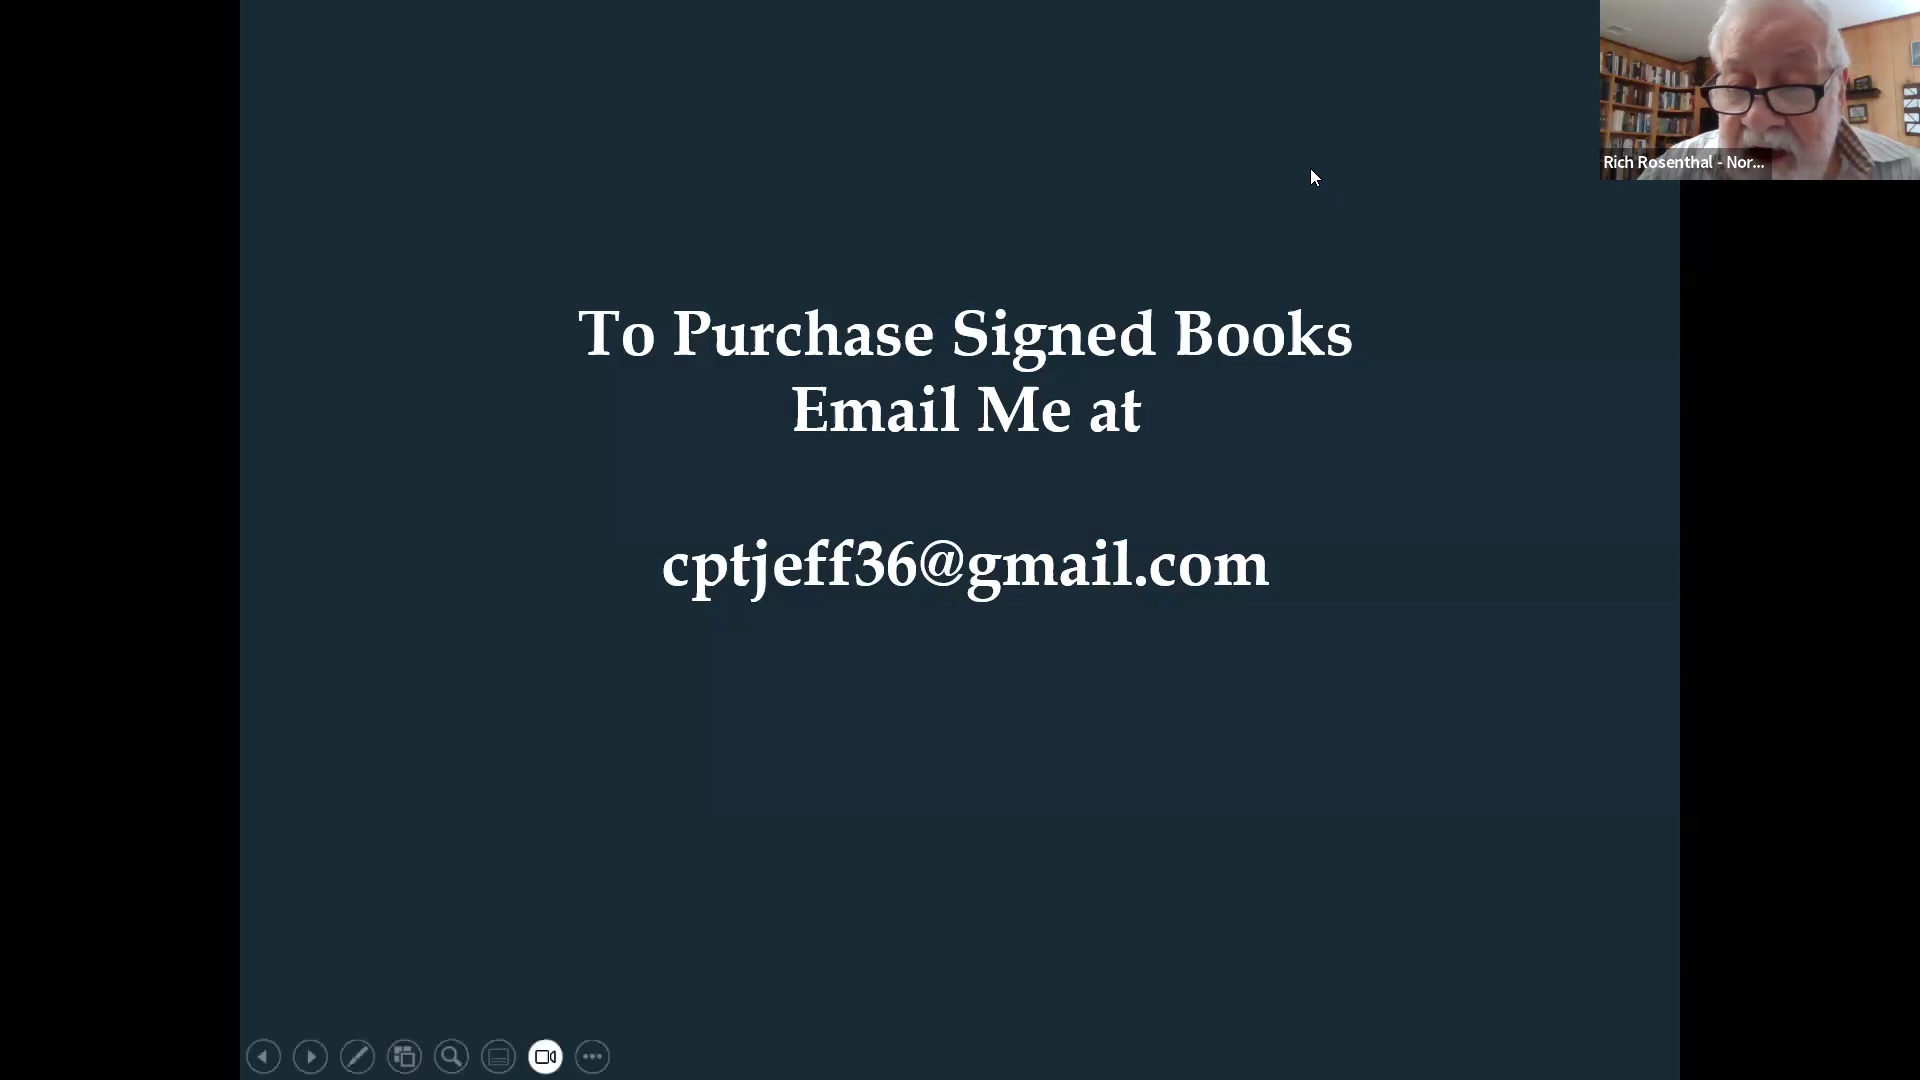 Rich Rosenthal - Nor...
To Purchase Signed Books
Email Me at
cptjeff36@gmail.com